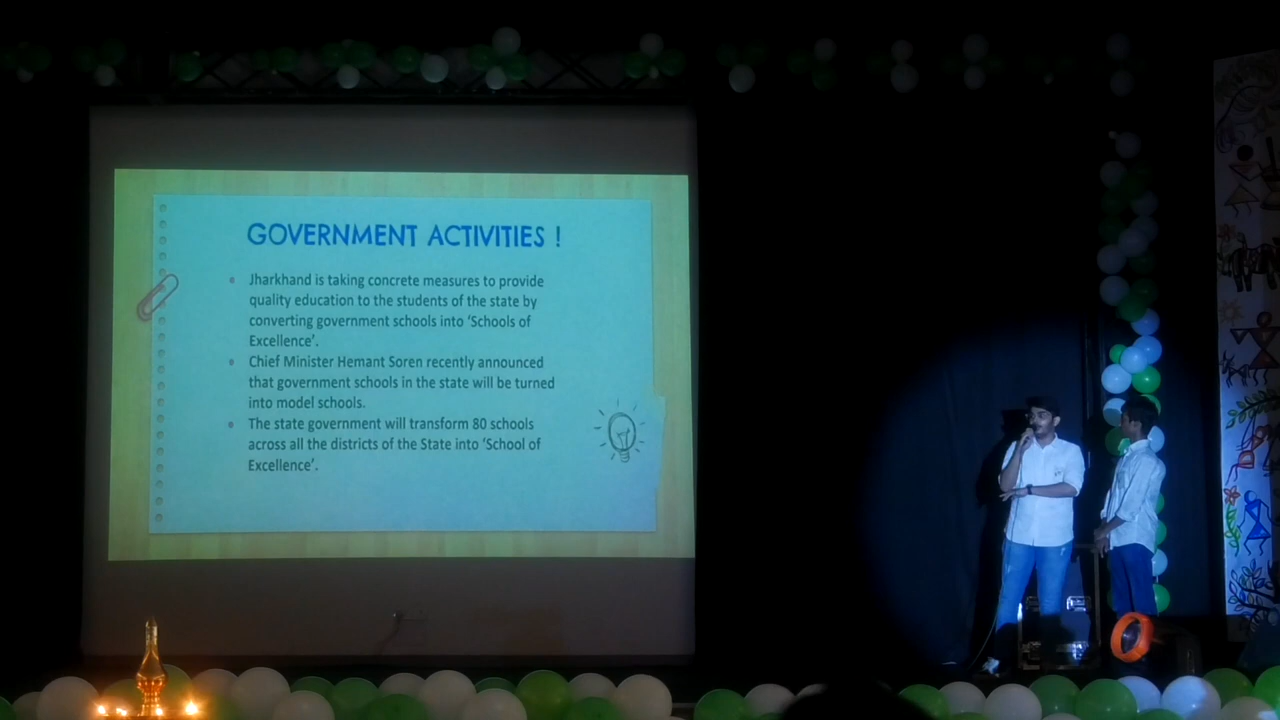 GOVERNMENT ACTIVITIES !
Jharkhand is taking concrete measures to provide
quality education to the students of the state by
converting government schools into 'Schools of
Excellence'.
Chief Minister Hemant Soren recently announced
that government schools in the state will be turned
into model schools.
The state government will transform 80 schools
across all the districts of the State into 'School of
Excellence'.